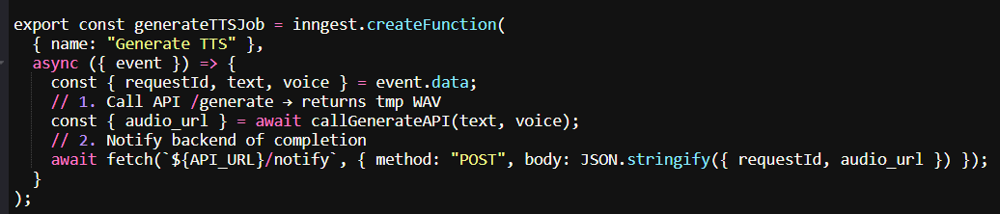 export const generateTTSJob = inngest.createFunction(
  { name: "Generate TTS" },
  async ({ event }) => {
    const { requestId, text, voice } = event.data;
    // 1. Call API /generate → returns tmp WAV
    const { audio_url } = await callGenerateAPI(text, voice);
    // 2. Notify backend of completion
    await fetch(`${API_URL}/notify`, { method: "POST", body: JSON.stringify({ requestId, audio_url }) });
  }
);